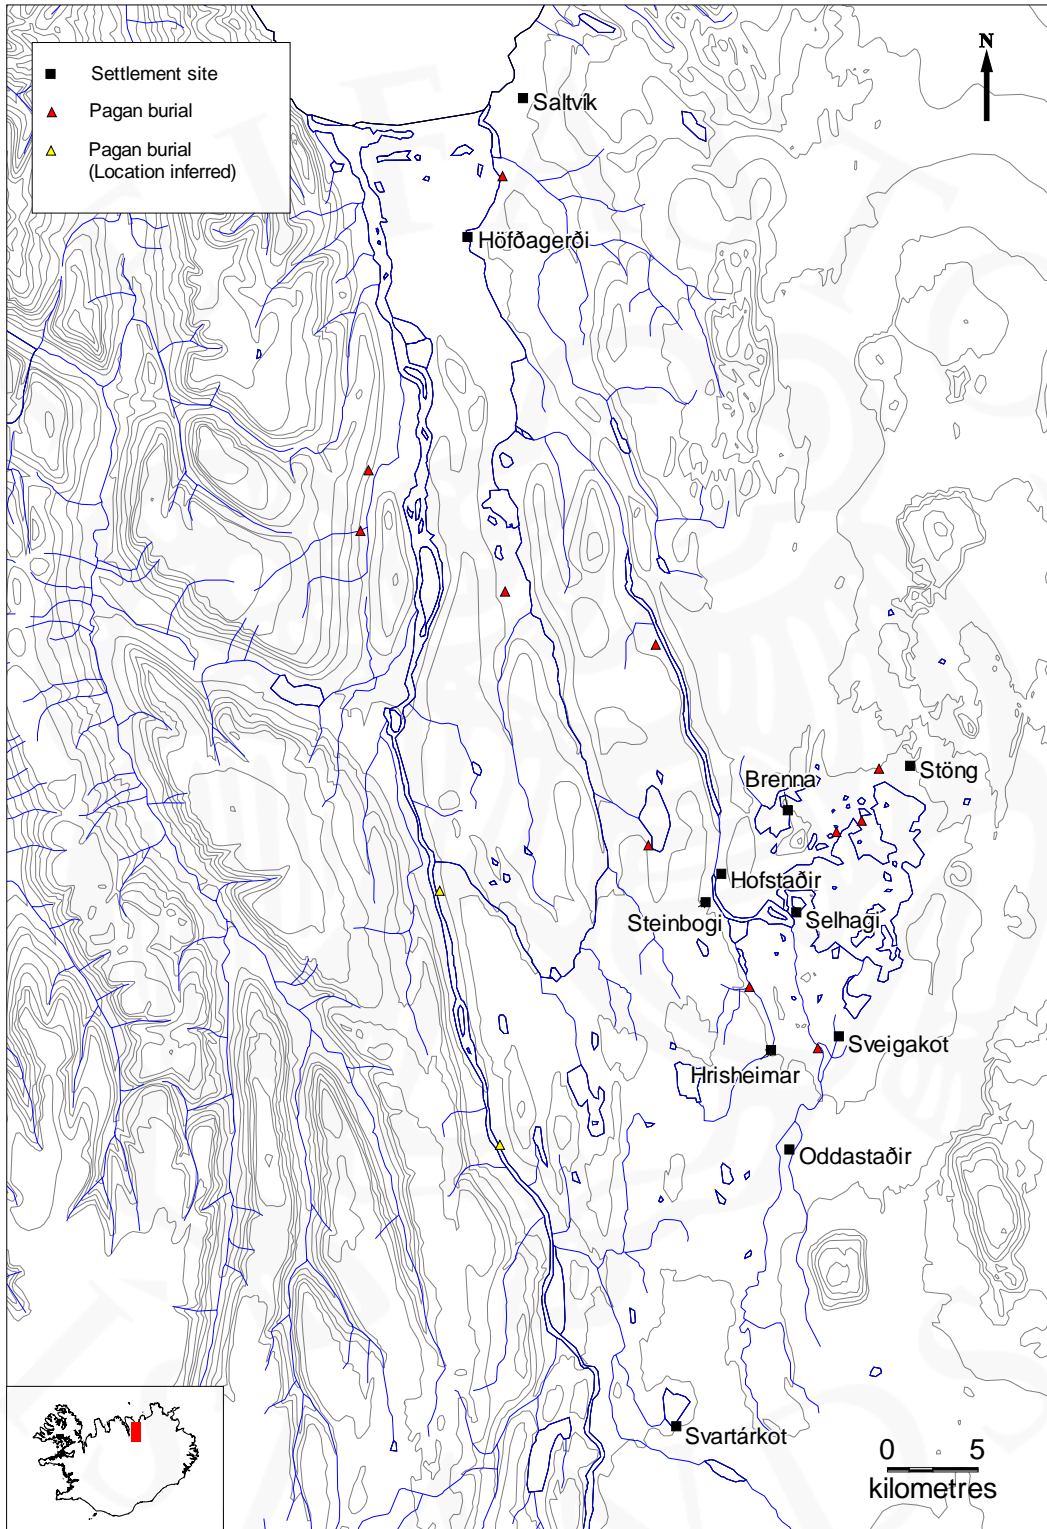 Settlement site
Pagan burial
Pagan burial
(Location inferred)
N
Saltvík
Höfðagerði
Stöng
Brenna
Hofstaðir
Steinbogi
Selhagi
Sveigakot
Hrisheimar
Oddastaðir
Svartárkot
0 5
kilometres